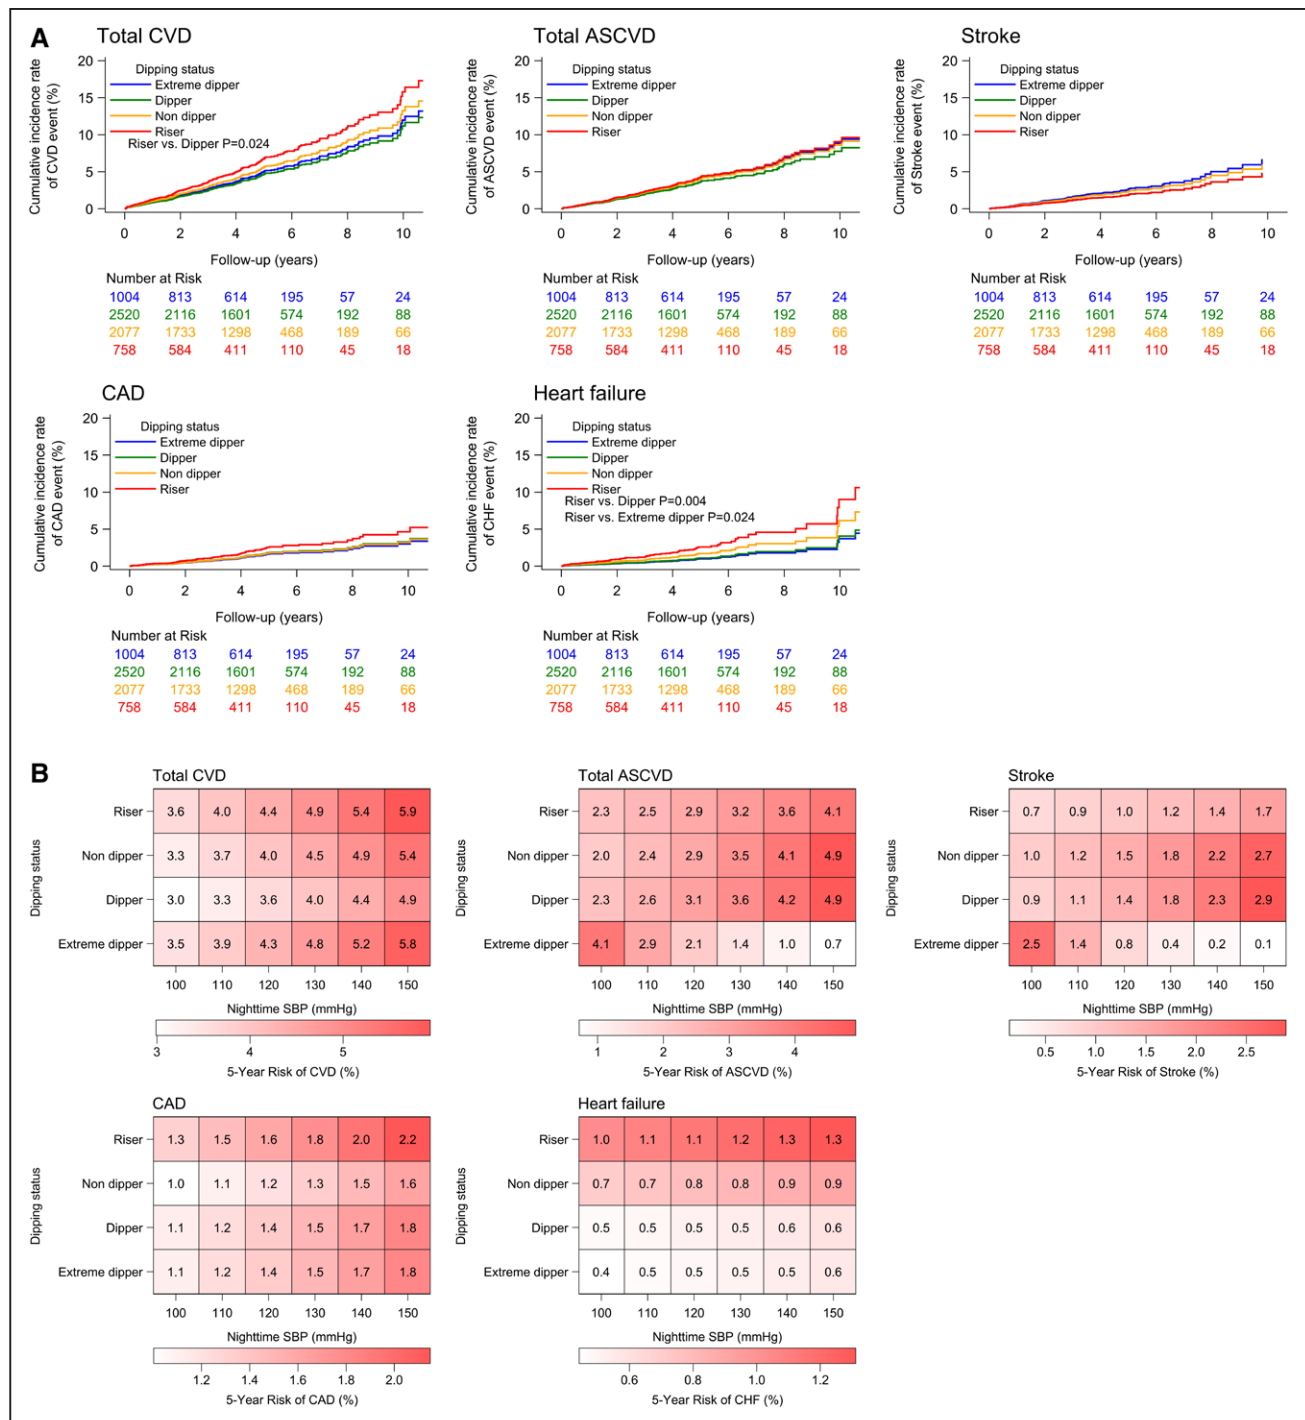 A
Total CVD
Cumulative incidence rate
of CVD event (%)
20
15
10
5
0
Dipping status
Extreme dipper
Dipper
Non dipper
Riser
Riser vs. Dipper P=0.024
0 2 4 6 8 10
Follow-up (years)
Number at Risk
1004 813 614 195 57 24
2520 2116 1601 574 192 88
2077 1733 1298 468 189 66
758 584 411 110 45 18
Total ASCVD
Cumulative incidence rate
of ASCVD event (%)
20
15
10
5
0
Dipping status
Extreme dipper
Dipper
Non dipper
Riser
0 2 4 6 8 10
Follow-up (years)
Number at Risk
1004 813 614 195 57 24
2520 2116 1601 574 192 88
2077 1733 1298 468 189 66
758 584 411 110 45 18
Stroke
Cumulative incidence rate
of Stroke event (%)
20
15
10
5
0
Dipping status
Extreme dipper
Dipper
Non dipper
Riser
0 2 4 6 8 10
Follow-up (years)
Number at Risk
1004 813 614 195 57 24
2520 2116 1601 574 192 88
2077 1733 1298 468 189 66
758 584 411 110 45 18
CAD
Cumulative incidence rate
of CAD event (%)
20
15
10
5
0
Dipping status
Extreme dipper
Dipper
Non dipper
Riser
0 2 4 6 8 10
Follow-up (years)
Number at Risk
1004 813 614 195 57 24
2520 2116 1601 574 192 88
2077 1733 1298 468 189 66
758 584 411 110 45 18
Heart failure
Cumulative incidence rate
of CHF event (%)
20
15
10
5
0
Dipping status
Extreme dipper
Dipper
Non dipper
Riser
Riser vs. Dipper P=0.004
Riser vs. Extreme dipper P=0.024
0 2 4 6 8 10
Follow-up (years)
Number at Risk
1004 813 614 195 57 24
2520 2116 1601 574 192 88
2077 1733 1298 468 189 66
758 584 411 110 45 18
B
Total CVD
Dipping status
Riser 3.6 4.0 4.4 4.9 5.4 5.9
Non dipper 3.3 3.7 4.0 4.5 4.9 5.4
Dipper 3.0 3.3 3.6 4.0 4.4 4.9
Extreme dipper 3.5 3.9 4.3 4.8 5.2 5.8
100 110 120 130 140 150
Nighttime SBP (mmHg)
3 4 5
5-Year Risk of CVD (%)
Total ASCVD
Dipping status
Riser 2.3 2.5 2.9 3.2 3.6 4.1
Non dipper 2.0 2.4 2.9 3.5 4.1 4.9
Dipper 2.3 2.6 3.1 3.6 4.2 4.9
Extreme dipper 4.1 2.9 2.1 1.4 1.0 0.7
100 110 120 130 140 150
Nighttime SBP (mmHg)
1 2 3 4
5-Year Risk of ASCVD (%)
Stroke
Dipping status
Riser 0.7 0.9 1.0 1.2 1.4 1.7
Non dipper 1.0 1.2 1.5 1.8 2.2 2.7
Dipper 0.9 1.1 1.4 1.8 2.3 2.9
Extreme dipper 2.5 1.4 0.8 0.4 0.2 0.1
100 110 120 130 140 150
Nighttime SBP (mmHg)
0.5 1.0 1.5 2.0 2.5
5-Year Risk of Stroke (%)
CAD
Dipping status
Riser 1.3 1.5 1.6 1.8 2.0 2.2
Non dipper 1.0 1.1 1.2 1.3 1.5 1.6
Dipper 1.1 1.2 1.4 1.5 1.7 1.8
Extreme dipper 1.1 1.2 1.4 1.5 1.7 1.8
100 110 120 130 140 150
Nighttime SBP (mmHg)
1.2 1.4 1.6 1.8 2.0
5-Year Risk of CAD (%)
Heart failure
Dipping status
Riser 1.0 1.1 1.1 1.2 1.3 1.3
Non dipper 0.7 0.7 0.8 0.8 0.9 0.9
Dipper 0.5 0.5 0.5 0.5 0.6 0.6
Extreme dipper 0.4 0.5 0.5 0.5 0.5 0.6
100 110 120 130 140 150
Nighttime SBP (mmHg)
0.6 0.8 1.0 1.2
5-Year Risk of CHF (%)